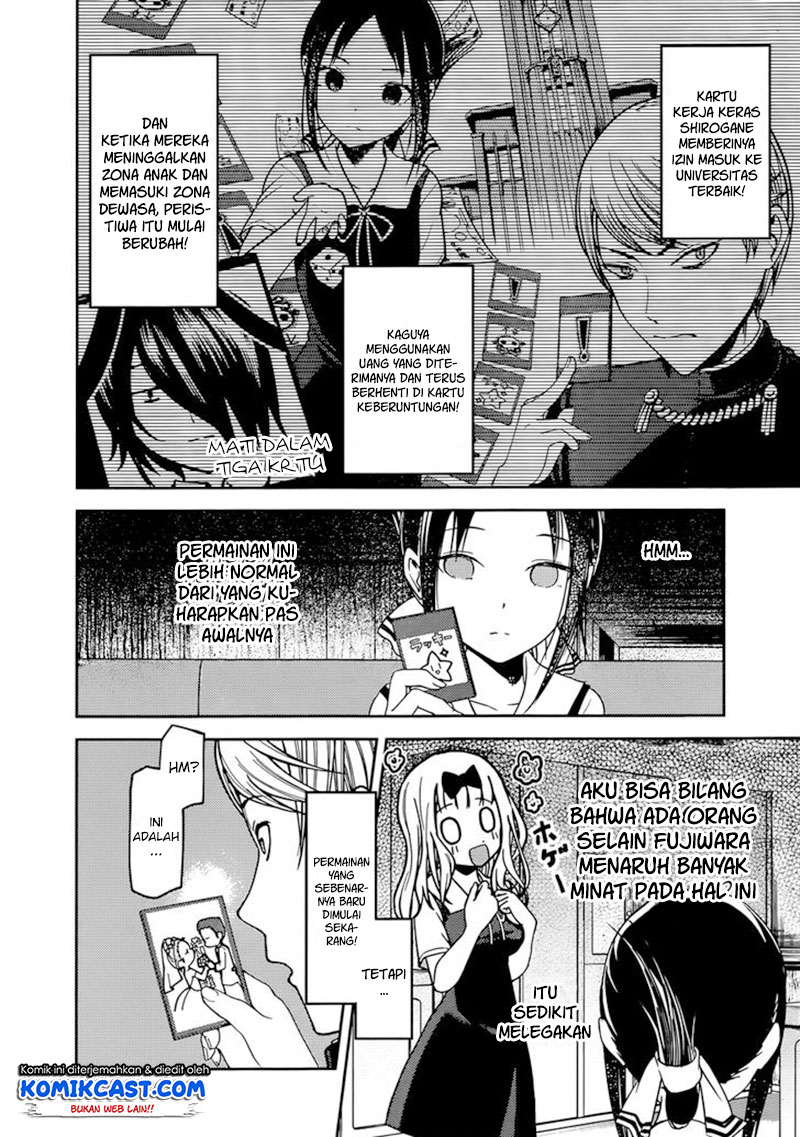 KARTU
KERJA KERAS
SHIROGANE
MEMBERINYA
IZIN MASUK KE
UNIVERSITAS
TERBAIK!
DAN
KETIKA MEREKA
MENINGGALKAN
ZONA ANAK DAN
MEMASUKI ZONA
DEWASA, PERIS-
TIWA ITU MULAI
BERUBAH!
KAGUYA
MENGGUNAKAN
UANG YANG DITE-
RIMANYA DAN TERUS
BERHENTI DI KARTU
KEBERUNTUNGAN!
MATI DALAM
TIGA KRTU
HMM...
PERMAINAN INI
LEBIH NORMAL
DARI YANG KU-
HARAPKAN PAS
AWALNYA
ラッキー
AKU BISA BILANG
BAHWA ADA ORANG
SELAIN FUJIWARA
MENARUH BANYAK
MINAT PADA HAL INI
ホゲー
ITU
SEDIKIT
MELEGAKAN
PERMAINAN
YANG
SEBENAR-
NYA BARU
DIMULAI
SEKA-
RANG!
TETAPI
...
HM?
INI
ADALAH
...
Komik ini diterjemahkan & diedit oleh
KOMIKCAST.COM
BUKAN WEB LAIN!!